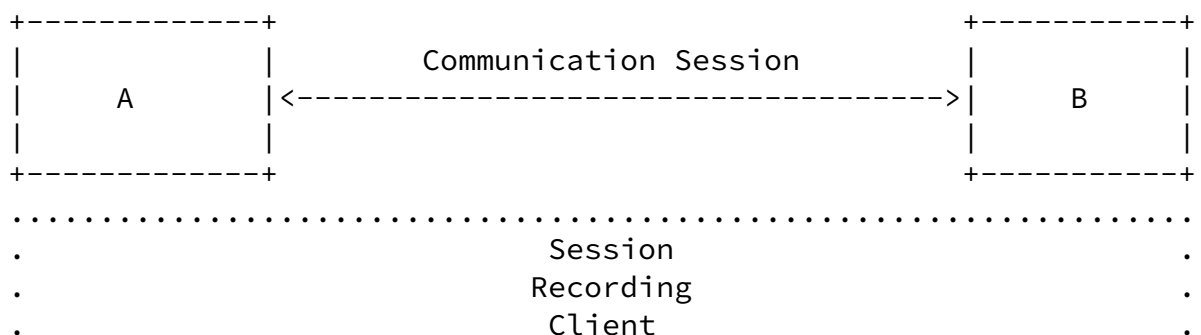 +-------------+ +-----------+
| | Communication Session | |
| A |<------------------------------------>| B |
| | | |
+-------------+ +-----------+
..................................................................
. Session .
. Recording .
. Client .